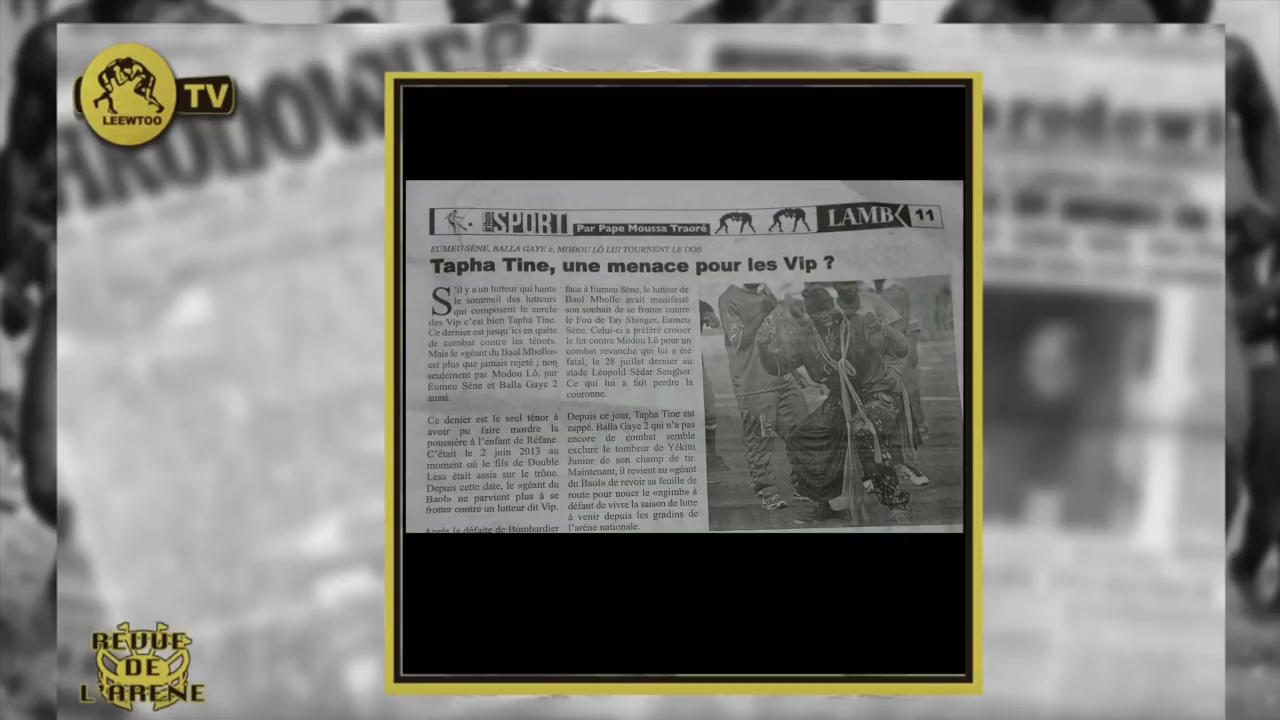 LEEWTOO
TV
SPORT
Par Pape Moussa Traoré
LAMB
11
EUMEU SÈNE, BALLA GAYE 2, MODOU LÔ LUI TOURNENT LE DOS
Tapha Tine, une menace pour les Vip ?
S'il y a un lutteur qui hante
le sommeil des lutteurs
qui composent le cercle
des Vip c'est bien Tapha Tine.
Ce dernier est jusqu'ici en quête
de combat contre les ténors.
Mais le «géant du Baol Mbollo»
est plus que jamais rejeté ; non
seulement par Modou Lô, par
Eumeu Sène et Balla Gaye 2
aussi.
Ce denier est le seul ténor à
avoir pu faire mordre la
poussière à l'enfant de Réfane.
C'était le 2 juin 2013 au
moment où le fils de Double
Less était assis sur le trône.
Depuis cette date, le «géant du
Baol» ne parvient plus à se
frotter contre un lutteur dit Vip.
Après la défaite de Bombardier
face à Eumeu Sène, le lutteur de
Baol Mbollo avait manifesté
son souhait de se frotter contre
le Fou de Tay Shinger, Eumeu
Sène. Celui-ci a préféré croiser
le fer contre Modou Lô pour un
combat revanche qui lui a été
fatal, le 28 juillet dernier au
stade Léopold Sédar Senghor.
Ce qui lui a fait perdre la
couronne.
Depuis ce jour, Tapha Tine est
zappé. Balla Gaye 2 qui n'a pas
encore de combat semble
exclure le tombeur de Yékini
Junior de son champ de tir.
Maintenant, il revient au «géant
du Baol» de revoir sa feuille de
route pour nouer le «ngimb» à
défaut de vivre la saison de lutte
à venir depuis les gradins de
l'arène nationale.
REVUE
DE
L'ARENE